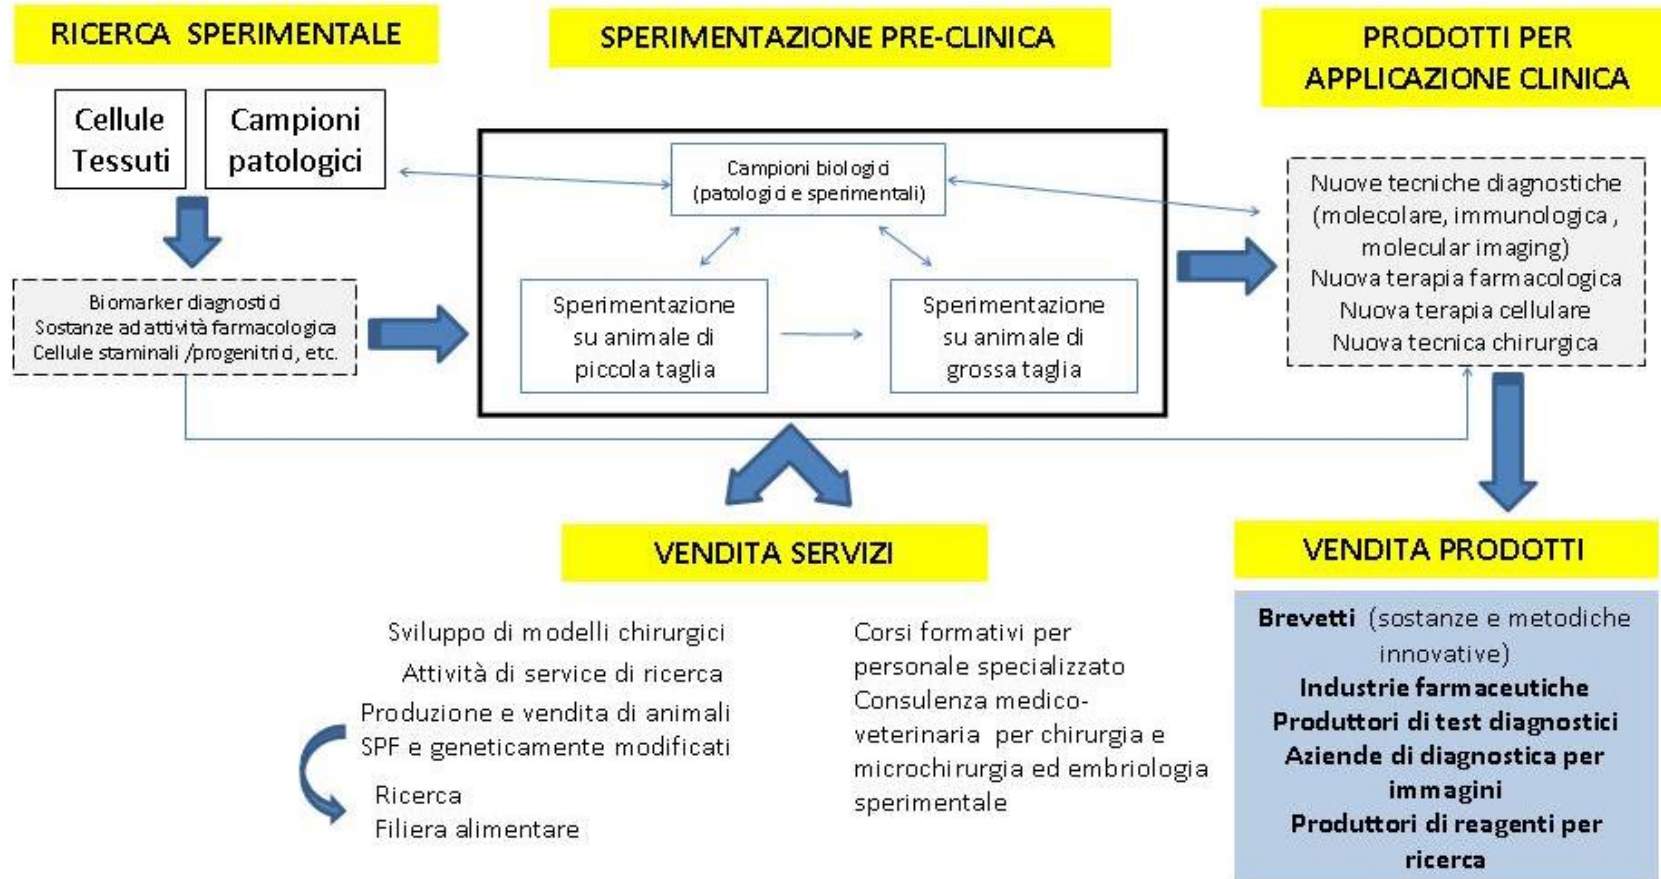 RICERCA SPERIMENTALE
SPERIMENTAZIONE PRE-CLINICA
PRODOTTI PER
APPLICAZIONE CLINICA
Cellule
Tessuti
Campioni
patologici
Biomarker diagnostici
Sostanze ad attività farmacologica
Cellule staminali /progenitrici, etc.
Campioni biologici
(patologici e sperimentali)
Sperimentazione
su animale di
piccola taglia
Sperimentazione
su animale di
grossa taglia
Nuove tecniche diagnostiche
(molecolare, immunologica ,
molecular imaging)
Nuova terapia farmacologica
Nuova terapia cellulare
Nuova tecnica chirurgica
VENDITA SERVIZI
Sviluppo di modelli chirurgici
Attività di service di ricerca
Produzione e vendita di animali
SPF e geneticamente modificati
Ricerca
Filiera alimentare
Corsi formativi per
personale specializzato
Consulenza medico-
veterinaria per chirurgia e
microchirurgia ed embriologia
sperimentale
VENDITA PRODOTTI
Brevetti (sostanze e metodiche
innovative)
Industrie farmaceutiche
Produttori di test diagnostici
Aziende di diagnostica per
immagini
Produttori di reagenti per
ricerca